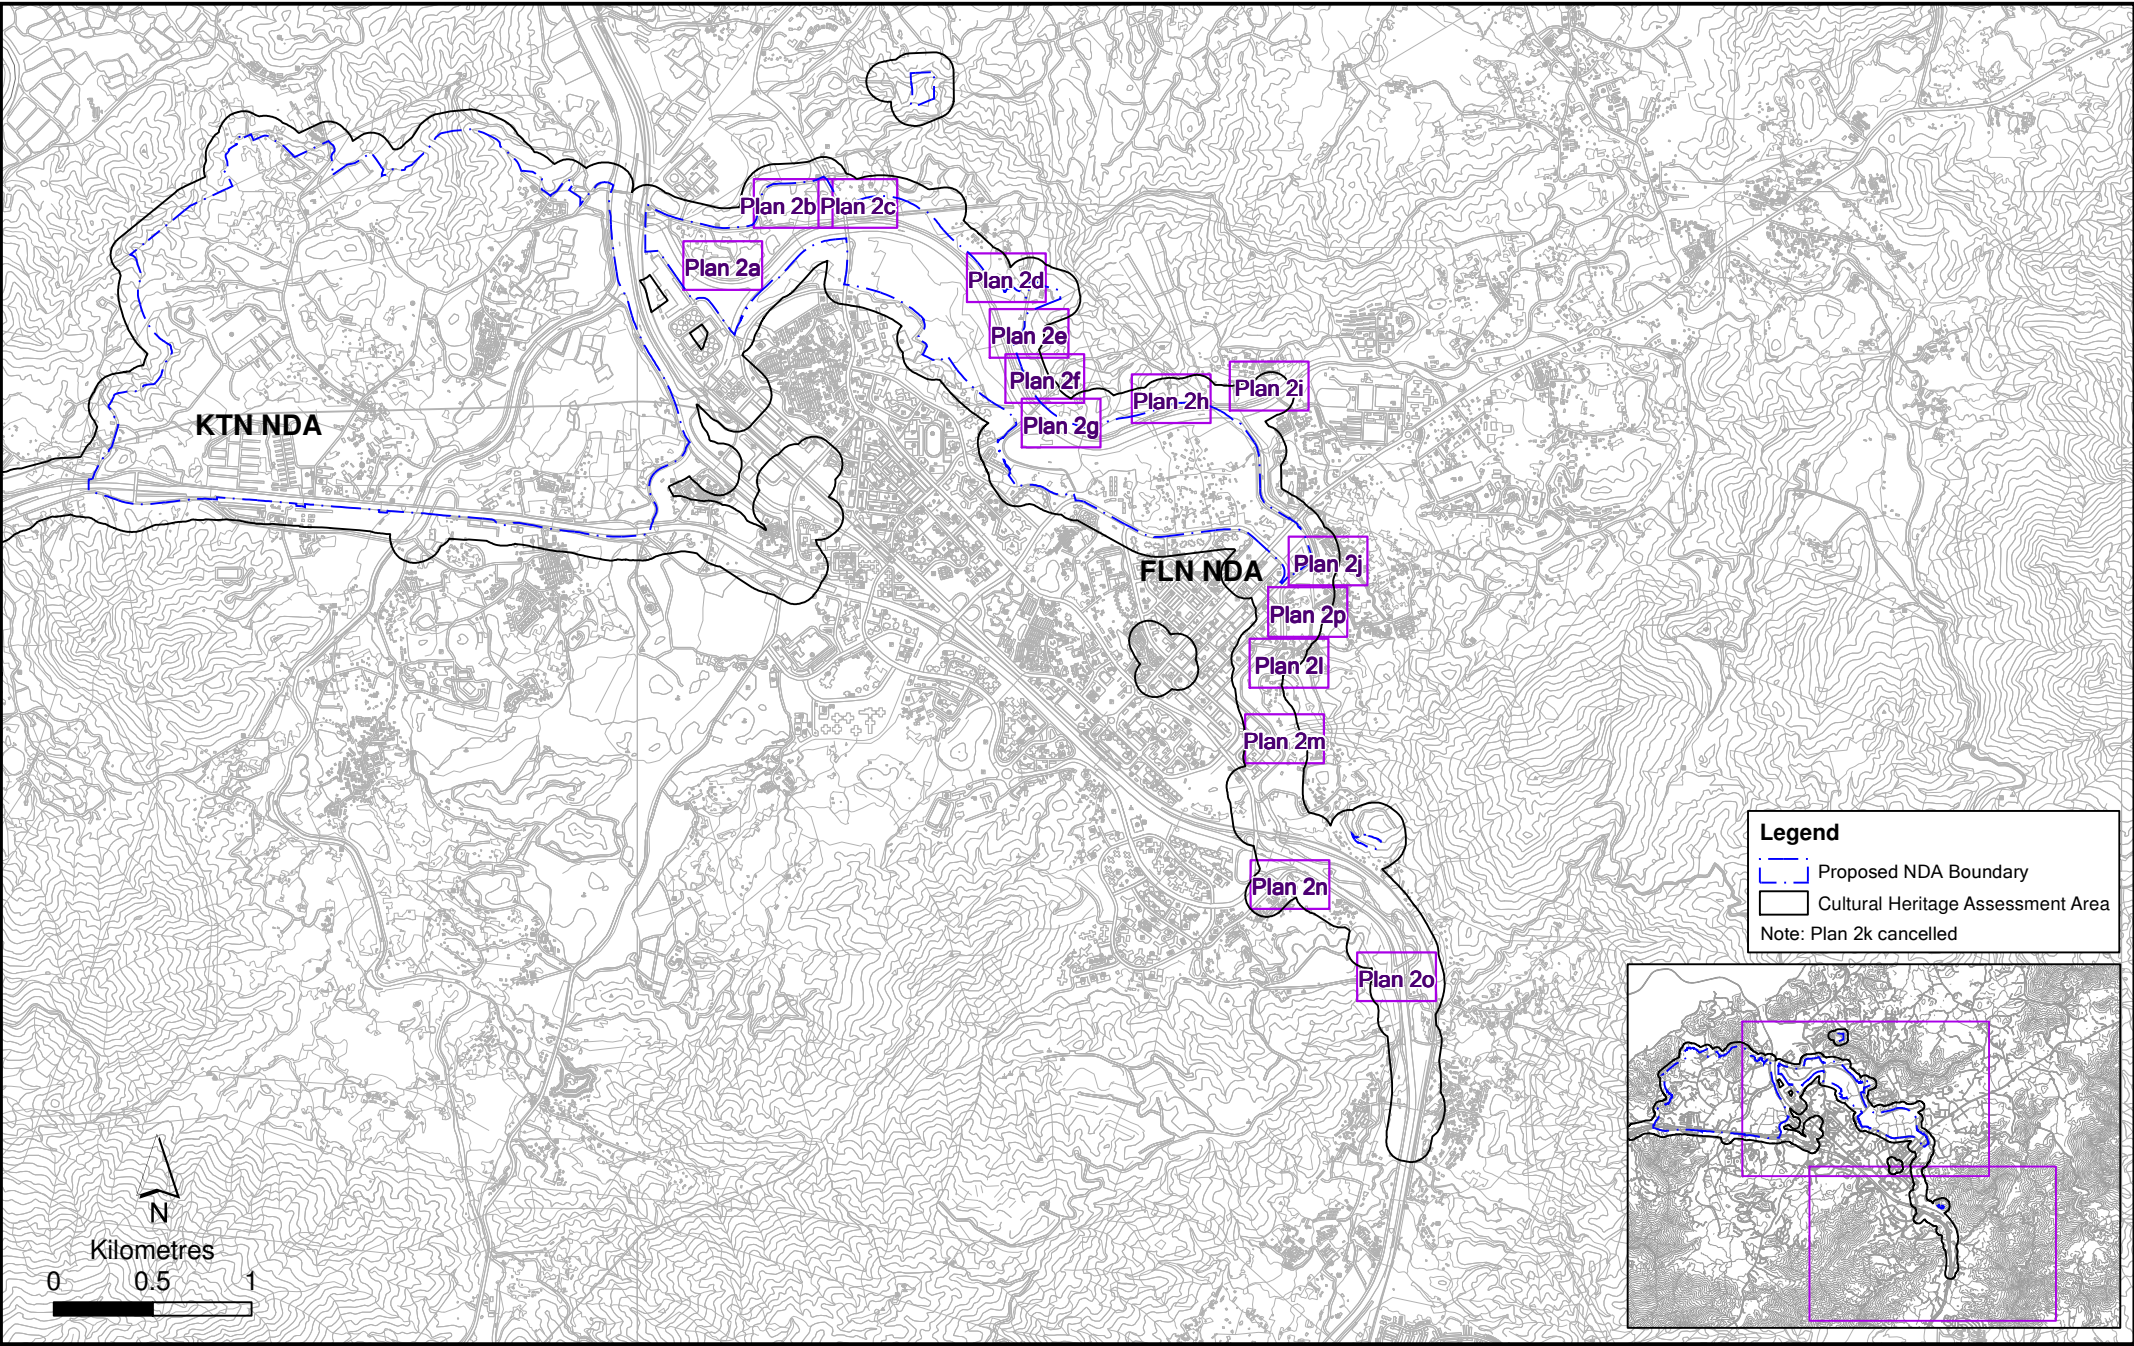 Plan 2b
Plan 2c
Plan 2a
Plan 2d
Plan 2e
Plan 2f
Plan 2i
Plan 2h
Plan 2g
KTN NDA
FLN NDA
Plan 2j
Plan 2p
Plan 2l
Plan 2m
Plan 2n
Plan 2o
Legend
Proposed NDA Boundary
Cultural Heritage Assessment Area
Note: Plan 2k cancelled
N
Kilometres
0 0.5 1